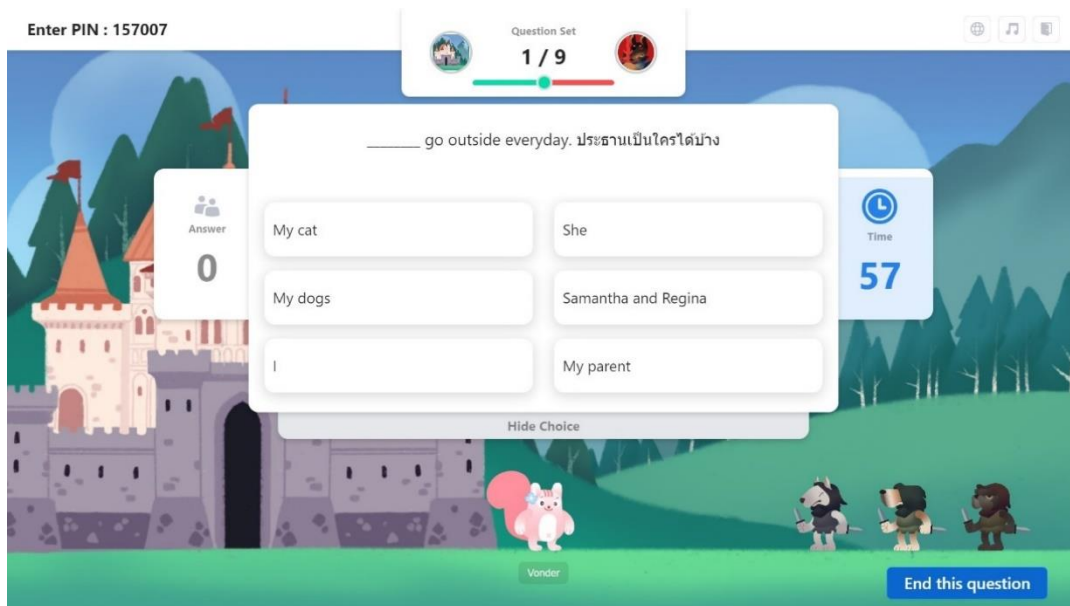 Enter PIN : 157007
Question Set
1 / 9
_______ go outside everyday. ประธานเป็นใครได้บ้าง
Answer
0
Time
57
My cat
She
My dogs
Samantha and Regina
I
My parent
Hide Choice
Vonder
End this question